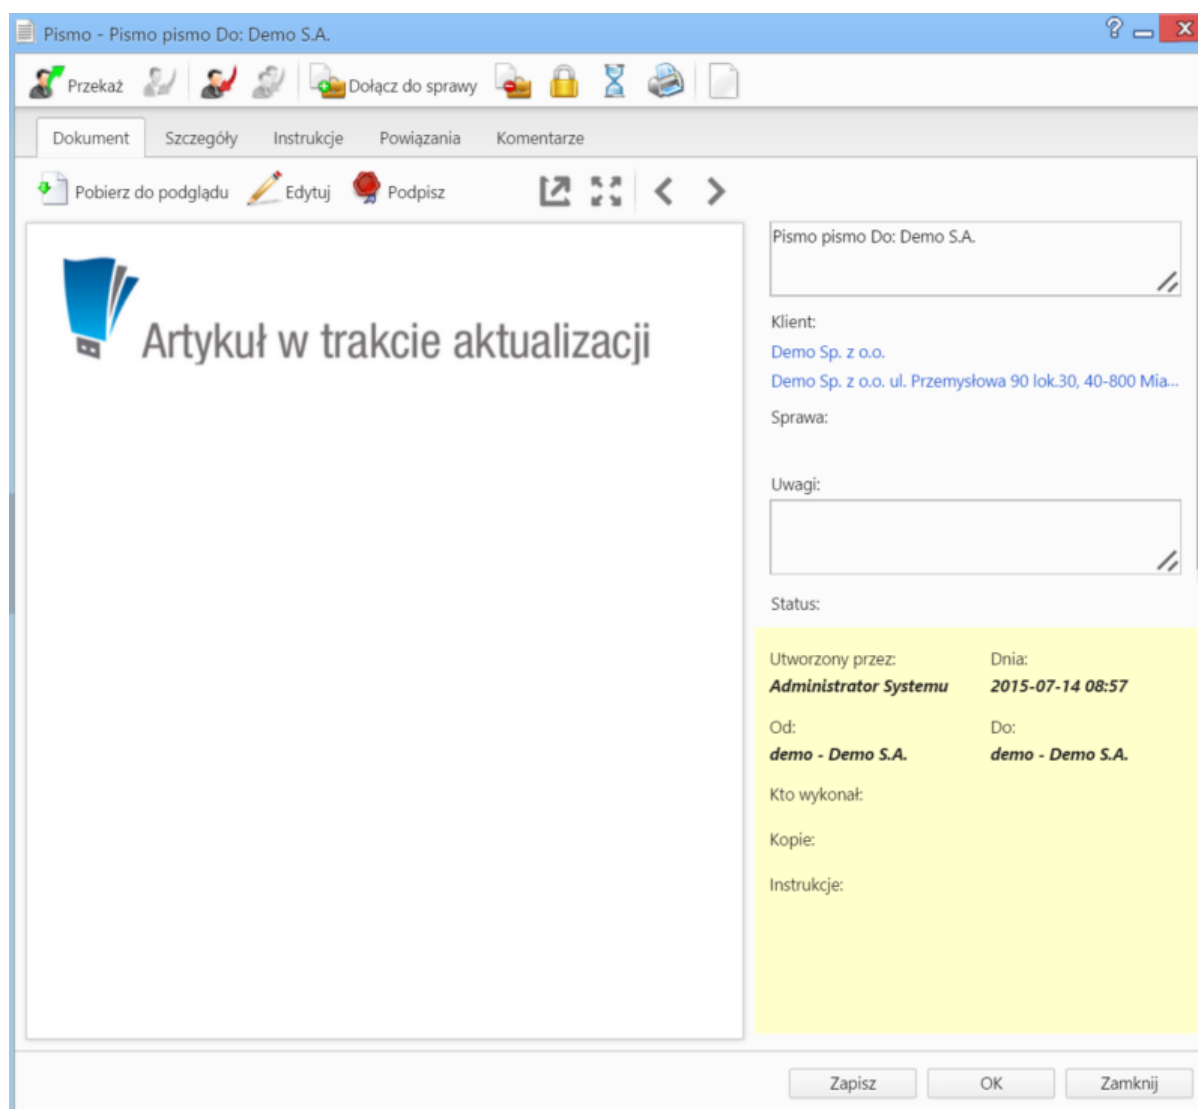 Pismo - Pismo pismo Do: Demo S.A.
Przekaż
Dołącz do sprawy
Dokument Szczegóły Instrukcje Powiązania Komentarze
Pobierz do podglądu Edytuj Podpisz
Artykuł w trakcie aktualizacji
Pismo pismo Do: Demo S.A.
Klient:
Demo Sp. z o.o.
Demo Sp. z o.o. ul. Przemysłowa 90 lok.30, 40-800 Mia...
Sprawa:
Uwagi:
Status:
Utworzony przez: Dnia:
Administrator Systemu 2015-07-14 08:57
Od: Do:
demo - Demo S.A. demo - Demo S.A.
Kto wykonał:
Kopie:
Instrukcje:
Zapisz OK Zamknij